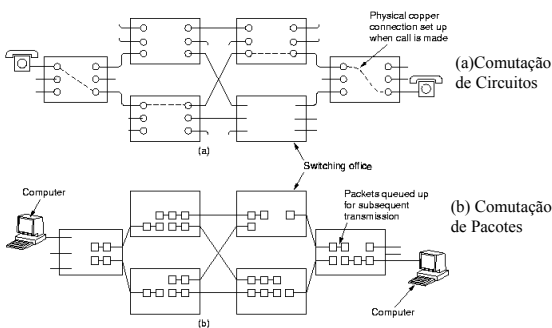 Physical copper
connection set up
when call is made
(a)Comutação
de Circuitos
(a)
Switching office
Computer
Packets queued up
for subsequent
transmission
(b) Comutação
de Pacotes
Computer
(b)